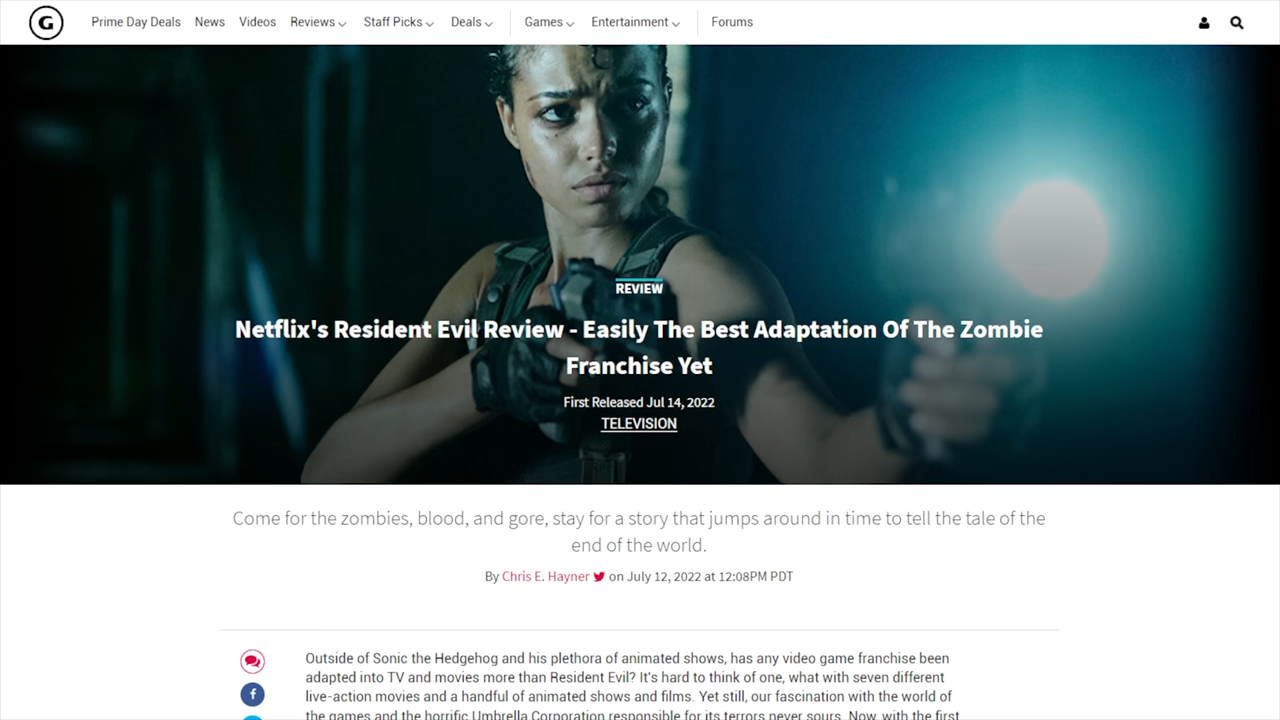 G Prime Day Deals News Videos Reviews Staff Picks Deals Games Entertainment Forums
REVIEW
Netflix's Resident Evil Review - Easily The Best Adaptation Of The Zombie
Franchise Yet
First Released Jul 14, 2022
TELEVISION
Come for the zombies, blood, and gore, stay for a story that jumps around in time to tell the tale of the
end of the world.
By Chris E. Hayner on July 12, 2022 at 12:08PM PDT
Outside of Sonic the Hedgehog and his plethora of animated shows, has any video game franchise been
adapted into TV and movies more than Resident Evil? It's hard to think of one, what with seven different
live-action movies and a handful of animated shows and films. Yet still, our fascination with the world of
the games and the horrific Umbrella Corporation responsible for its terrors never sours. Now, with the first